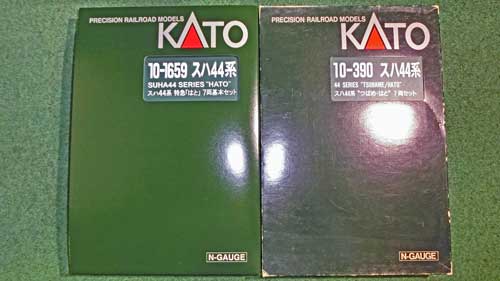 PRECISION RAILROAD MODELS
KATO
10-1659 スハ44系
SUHA44 SERIES "HATO"
スハ44系 特急「はと」7両基本セット
N-GAUGE
PRECISION RAILROAD MODELS
KATO
10-390 スハ44系
44 SERIES "TSUBAME/HATO"
スハ44系 "つばめ・はと" 7両セット
N-GAUGE